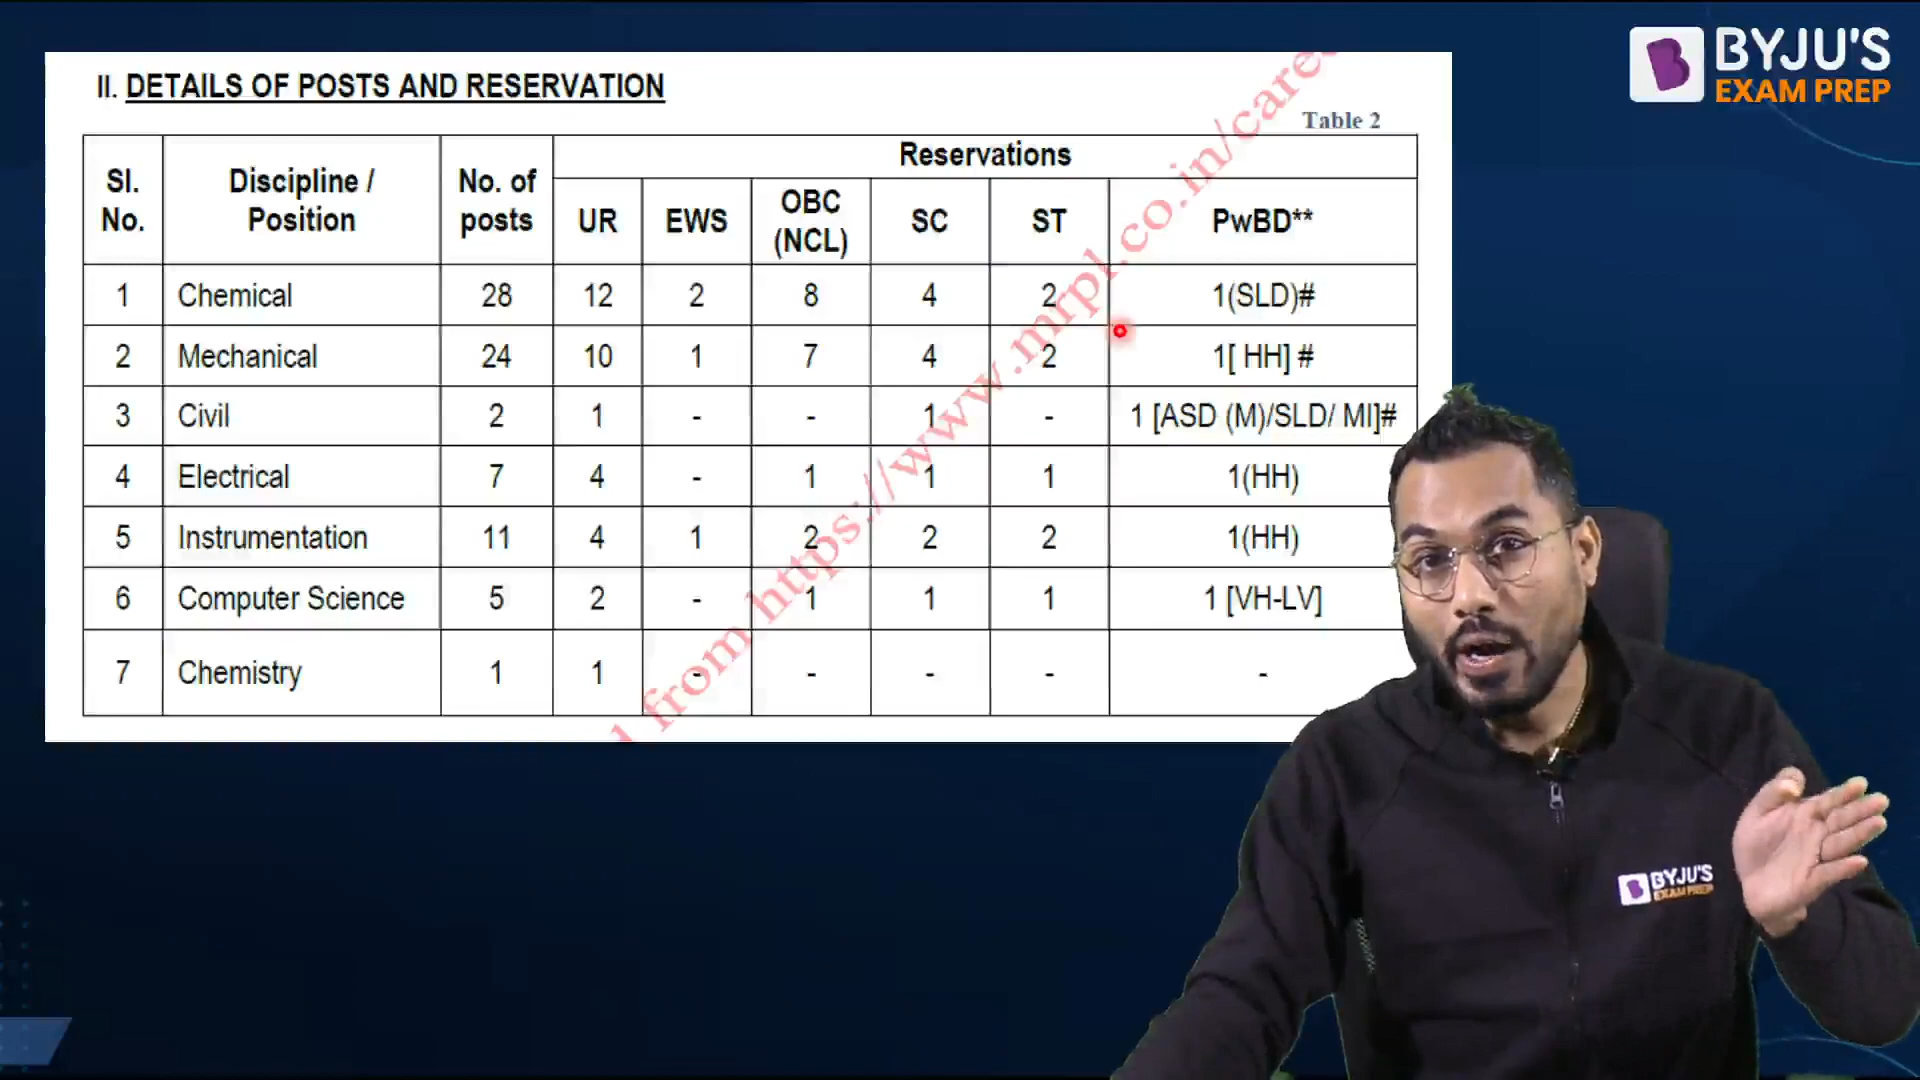 BYJU'S
EXAM PREP
II. DETAILS OF POSTS AND RESERVATION
Table 2
Sl. No. Discipline / Position No. of posts Reservations
UR EWS OBC (NCL) SC ST PwBD**
1 Chemical 28 12 2 8 4 2 1(SLD)#
2 Mechanical 24 10 1 7 4 2 1[ HH] #
3 Civil 2 1 - - 1 - 1 [ASD (M)/SLD/ MI]#
4 Electrical 7 4 - 1 1 1 1(HH)
5 Instrumentation 11 4 1 2 2 2 1(HH)
6 Computer Science 5 2 - 1 1 1 1 [VH-LV]
7 Chemistry 1 1 - - - - -
from https://www.mrpl.co.in/caree
BYJU'S
EXAM PREP